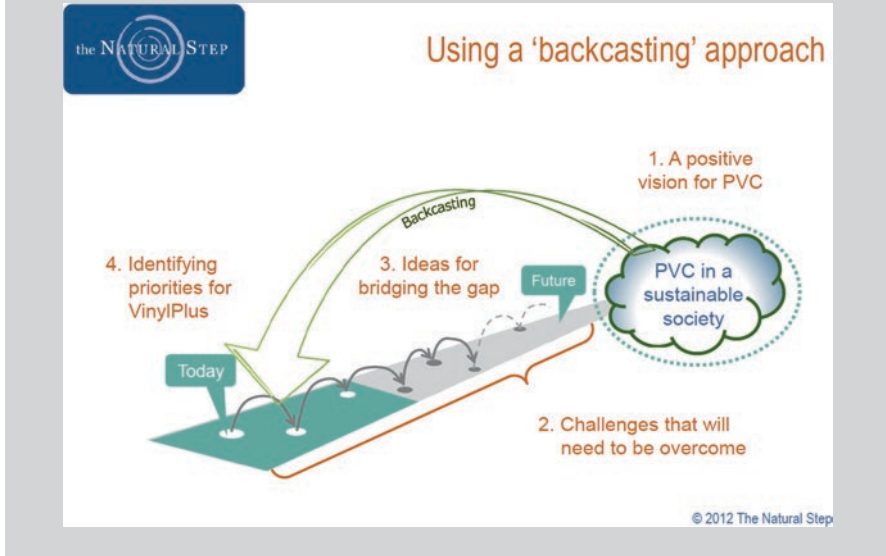 the NATURAL STEP
Using a ‘backcasting’ approach
1. A positive
vision for PVC
Backcasting
4. Identifying
priorities for
VinylPlus
3. Ideas for
bridging the gap
Future
PVC in a
sustainable
society
Today
2. Challenges that will
need to be overcome
© 2012 The Natural Step